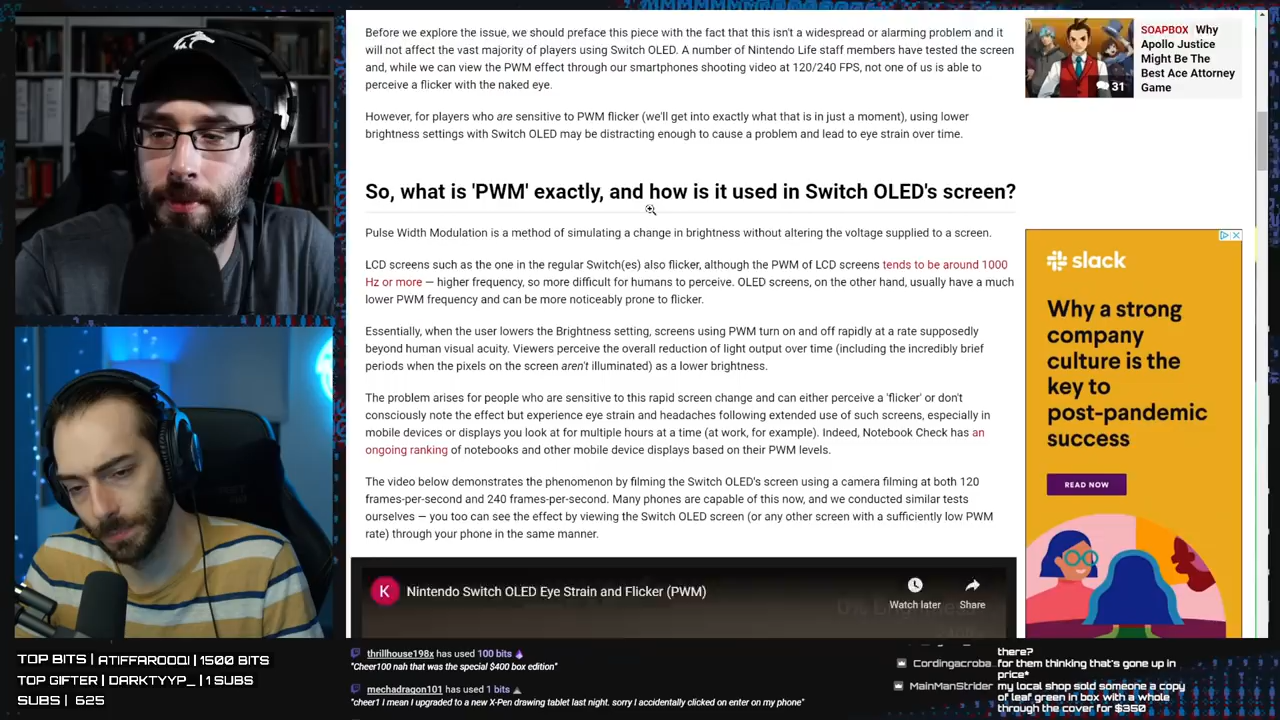 Before we explore the issue, we should preface this piece with the fact that this isn't a widespread or alarming problem and it
will not affect the vast majority of players using Switch OLED. A number of Nintendo Life staff members have tested the screen
and, while we can view the PWM effect through our smartphones shooting video at 120/240 FPS, not one of us is able to
perceive a flicker with the naked eye.
However, for players who are sensitive to PWM flicker (we'll get into exactly what that is in just a moment), using lower
brightness settings with Switch OLED may be distracting enough to cause a problem and lead to eye strain over time.
So, what is 'PWM' exactly, and how is it used in Switch OLED's screen?
Pulse Width Modulation is a method of simulating a change in brightness without altering the voltage supplied to a screen.
LCD screens such as the one in the regular Switch(es) also flicker, although the PWM of LCD screens tends to be around 1000
Hz or more — higher frequency, so more difficult for humans to perceive. OLED screens, on the other hand, usually have a much
lower PWM frequency and can be more noticeably prone to flicker.
Essentially, when the user lowers the Brightness setting, screens using PWM turn on and off rapidly at a rate supposedly
beyond human visual acuity. Viewers perceive the overall reduction of light output over time (including the incredibly brief
periods when the pixels on the screen aren't illuminated) as a lower brightness.
The problem arises for people who are sensitive to this rapid screen change and can either perceive a 'flicker' or don't
consciously note the effect but experience eye strain and headaches following extended use of such screens, especially in
mobile devices or displays you look at for multiple hours at a time (at work, for example). Indeed, Notebook Check has an
ongoing ranking of notebooks and other mobile device displays based on their PWM levels.
The video below demonstrates the phenomenon by filming the Switch OLED's screen using a camera filming at both 120
frames-per-second and 240 frames-per-second. Many phones are capable of this now, and we conducted similar tests
ourselves — you too can see the effect by viewing the Switch OLED screen (or any other screen with a sufficiently low PWM
rate) through your phone in the same manner.
K
Nintendo Switch OLED Eye Strain and Flicker (PWM)
Watch later
Share
SOAPBOX Why
Apollo Justice
Might Be The
Best Ace Attorney
Game
31
slack
Why a strong
company
culture is the
key to
post-pandemic
success
READ NOW
TOP BITS | ATIFFAROOQI | 1500 BITS
TOP GIFTER | DARKTYYP_ | 1 SUBS
SUBS | 625
thrillhouse198x has used 100 bits
"Cheer100 nah that was the special $400 box edition"
mechadragon101 has used 1 bits
"cheer1 I mean I upgraded to a new X-Pen drawing tablet last night. sorry I accidentally clicked on enter on my phone"
there?
Cordingacroba... for them thinking that's gone up in
price*
MainManStrider my local shop sold someone a copy
of leaf green in box with a whole
through the cover for $350